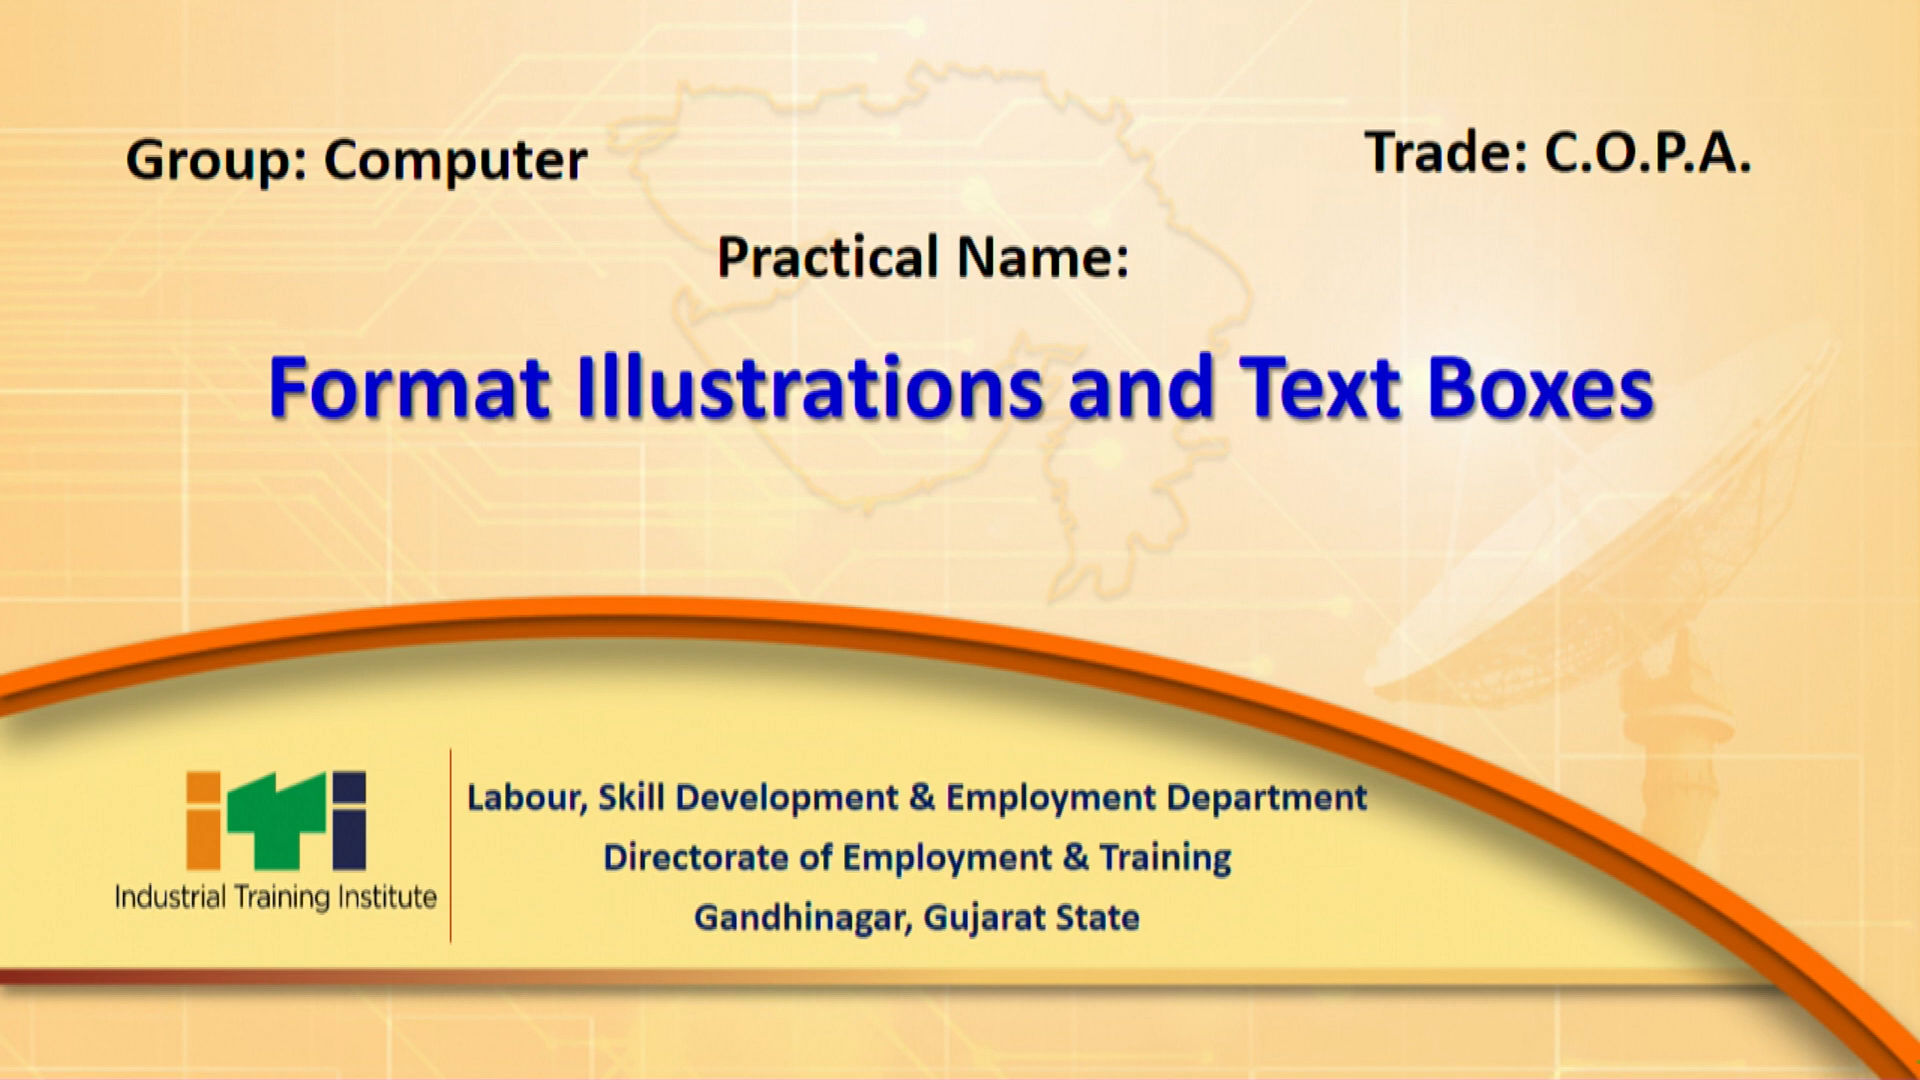 Group: Computer
Trade: C.O.P.A.
Practical Name:
Format Illustrations and Text Boxes
iti
Industrial Training Institute
Labour, Skill Development & Employment Department
Directorate of Employment & Training
Gandhinagar, Gujarat State